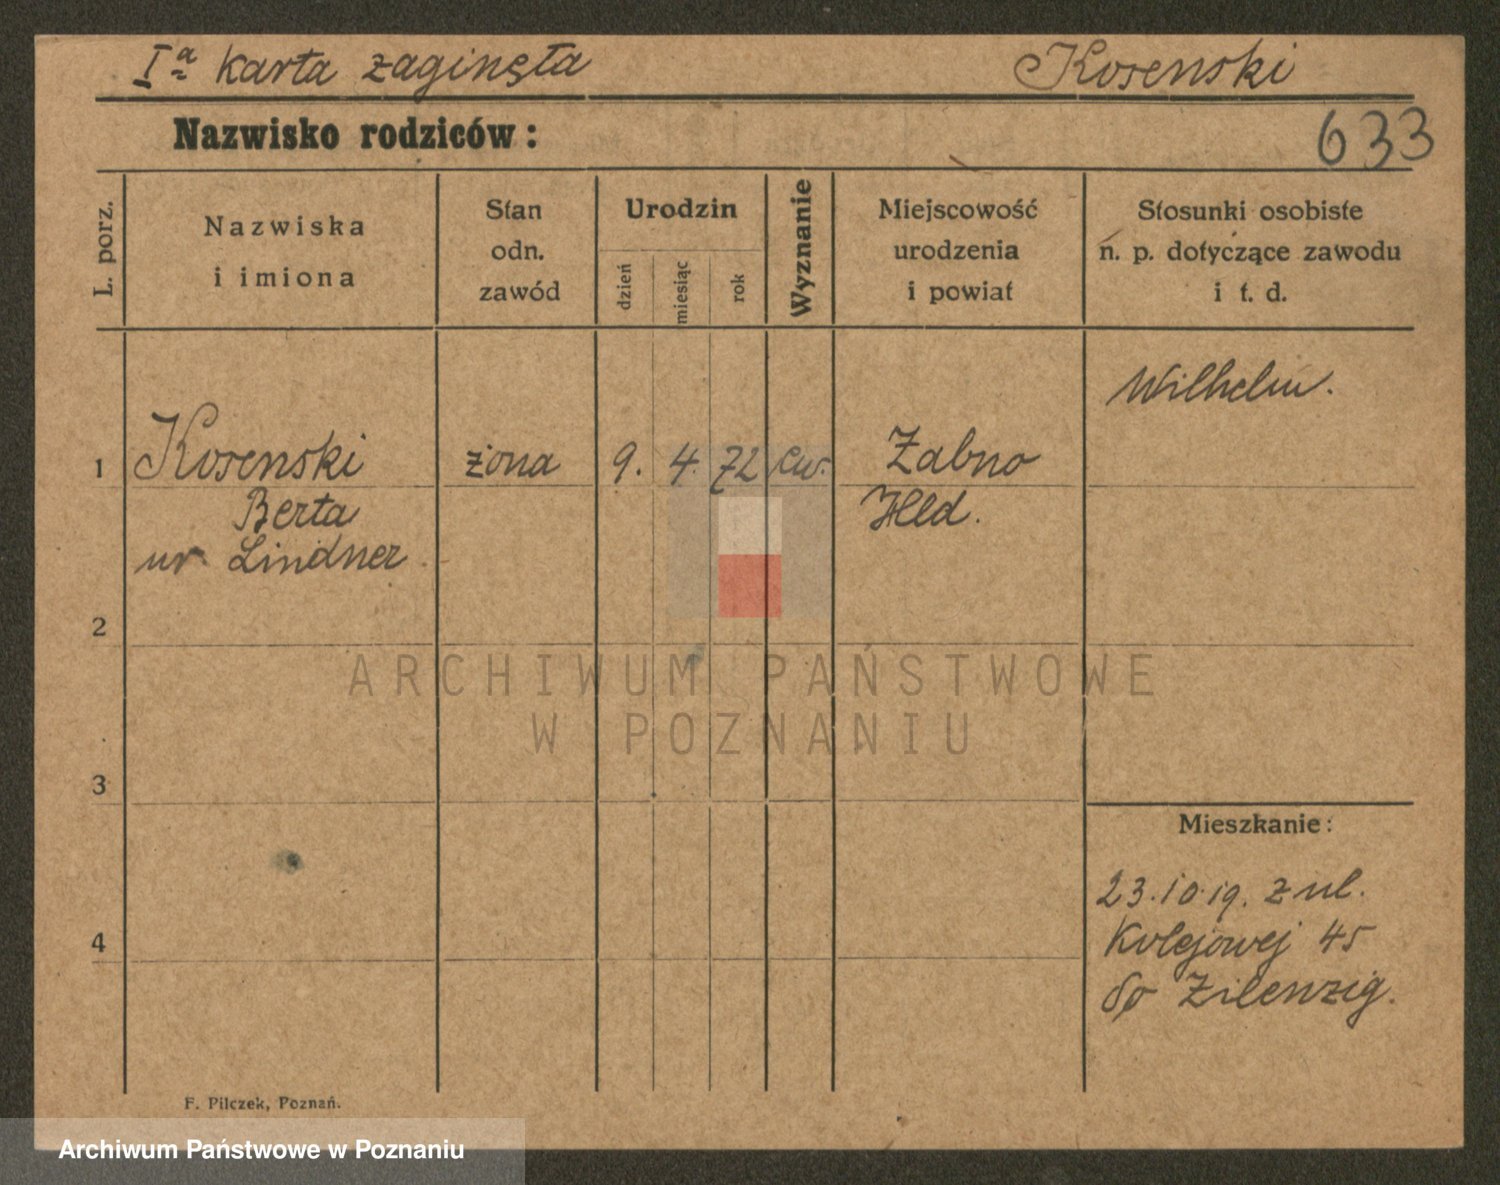 Iª karta zaginęła Kosenski
Nazwisko rodziców: 633
L. porz.
Nazwiska
i imiona
Stan
odn.
zawód
Urodzin
dzień
miesiąc
rok
Wyznanie
Miejscowość
urodzenia
i powiat
Stosunki osobiste
n. p. dotyczące zawodu
i t. d.
Wilhelm.
1 Kosenski żona 9. 4. 72 ew. Żabno
Berta Hld.
ur. Lindner
2
ARCHIWUM PAŃSTWOWE
W POZNANIU
3
Mieszkanie:
23.10.19. z ul.
Kolejowej 45
4
do Zilenzig.
F. Pilczek, Poznań.
Archiwum Państwowe w Poznaniu